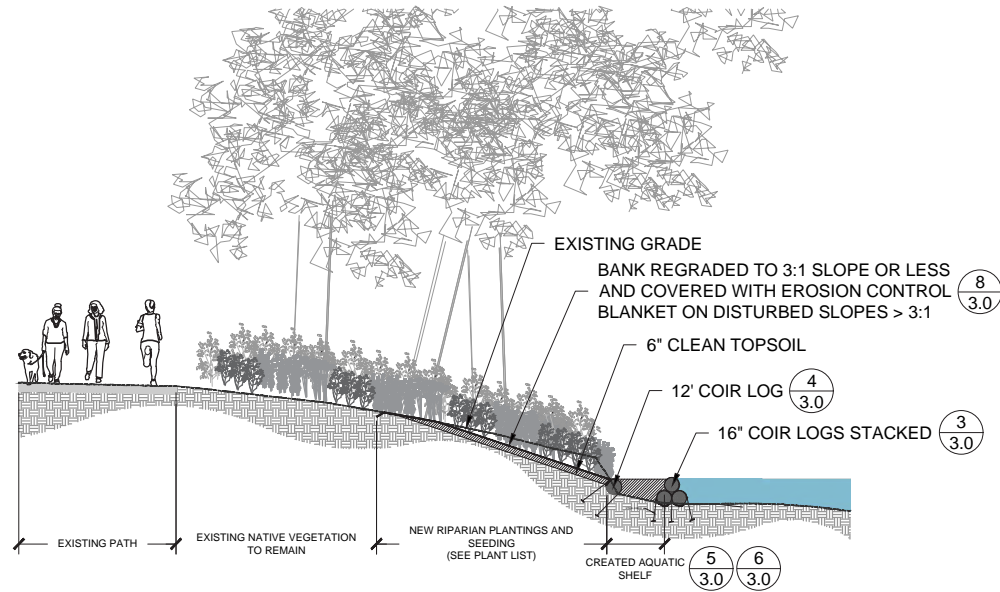 EXISTING GRADE
BANK REGRADED TO 3:1 SLOPE OR LESS
AND COVERED WITH EROSION CONTROL
BLANKET ON DISTURBED SLOPES > 3:1
8
3.0
6" CLEAN TOPSOIL
12' COIR LOG
4
3.0
16" COIR LOGS STACKED
3
3.0
EXISTING PATH
EXISTING NATIVE VEGETATION
TO REMAIN
NEW RIPARIAN PLANTINGS AND
SEEDING
(SEE PLANT LIST)
CREATED AQUATIC
SHELF
5
3.0
6
3.0